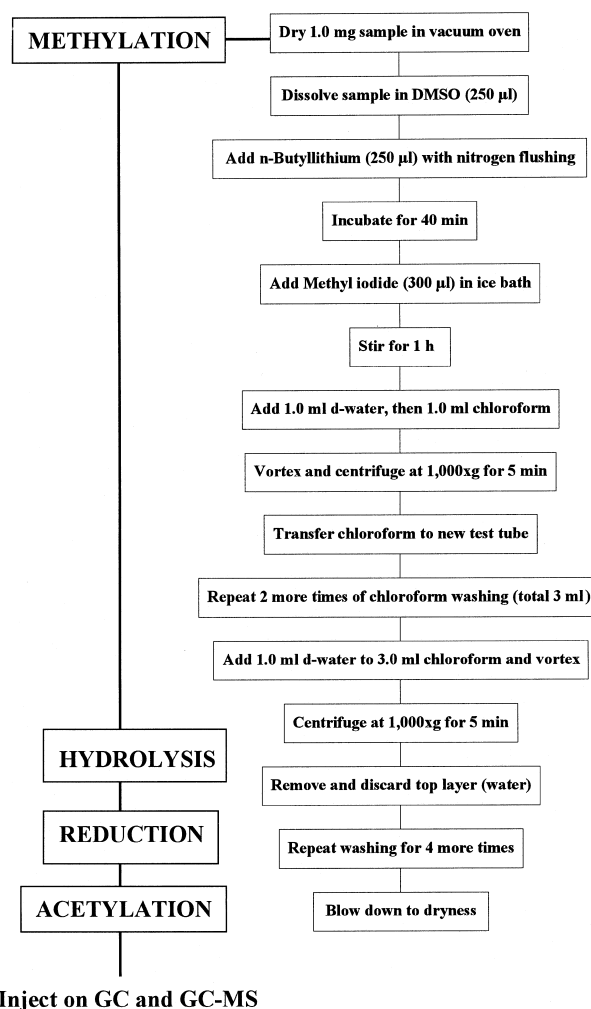 METHYLATION
Dry 1.0 mg sample in vacuum oven
Dissolve sample in DMSO (250 µl)
Add n-Butyllithium (250 µl) with nitrogen flushing
Incubate for 40 min
Add Methyl iodide (300 µl) in ice bath
Stir for 1 h
Add 1.0 ml d-water, then 1.0 ml chloroform
Vortex and centrifuge at 1,000xg for 5 min
Transfer chloroform to new test tube
Repeat 2 more times of chloroform washing (total 3 ml)
Add 1.0 ml d-water to 3.0 ml chloroform and vortex
Centrifuge at 1,000xg for 5 min
Remove and discard top layer (water)
Repeat washing for 4 more times
Blow down to dryness
HYDROLYSIS
REDUCTION
ACETYLATION
Inject on GC and GC-MS